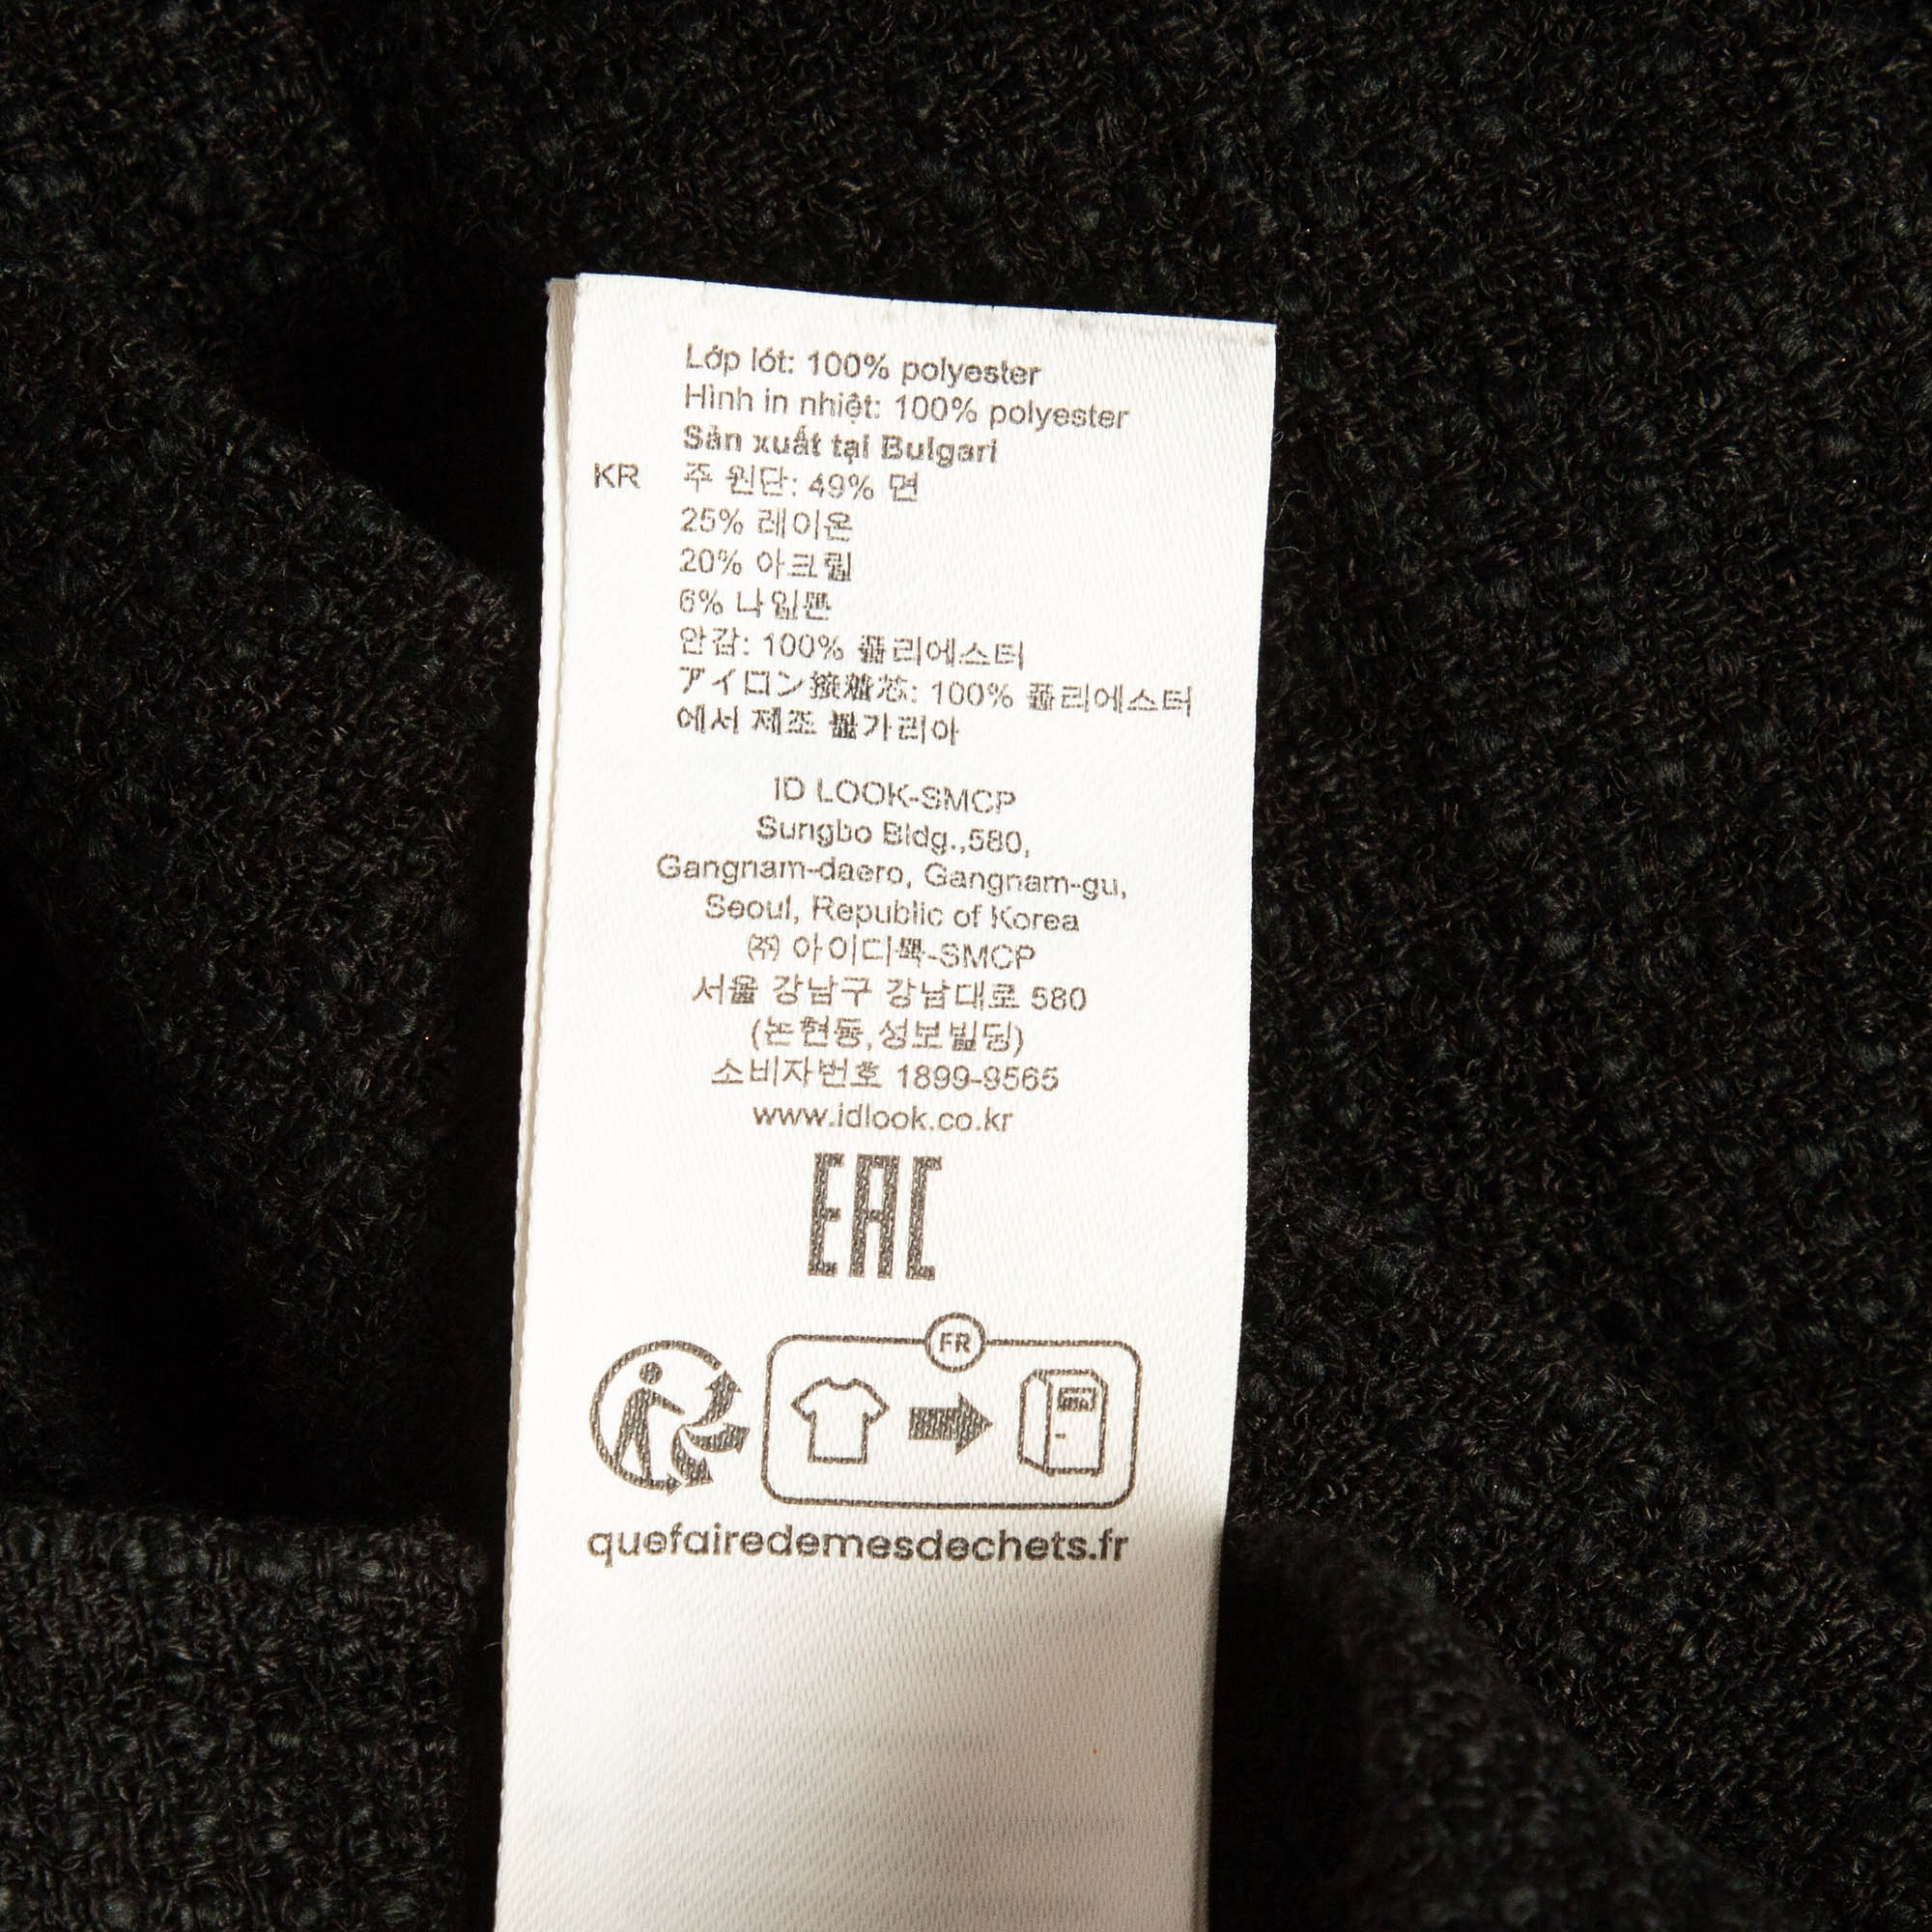 Lớp lót: 100% polyester
Hình in nhiệt: 100% polyester
Sản xuất tại Bulgari
KR 주 원단: 49% 면
25% 레이온
20% 아크릴
6% 나일론
안감: 100% 폴리에스터
アイロン接着芯: 100% 폴리에스터
에서 제조 불가리아
ID LOOK-SMCP
Sungbo Bldg.,580,
Gangnam-daero, Gangnam-gu,
Seoul, Republic of Korea
㈜ 아이디룩-SMCP
서울 강남구 강남대로 580
(논현동,성보빌딩)
소비자번호 1899-9565
www.idlook.co.kr
EAC
FR
quefairedemesdechets.fr